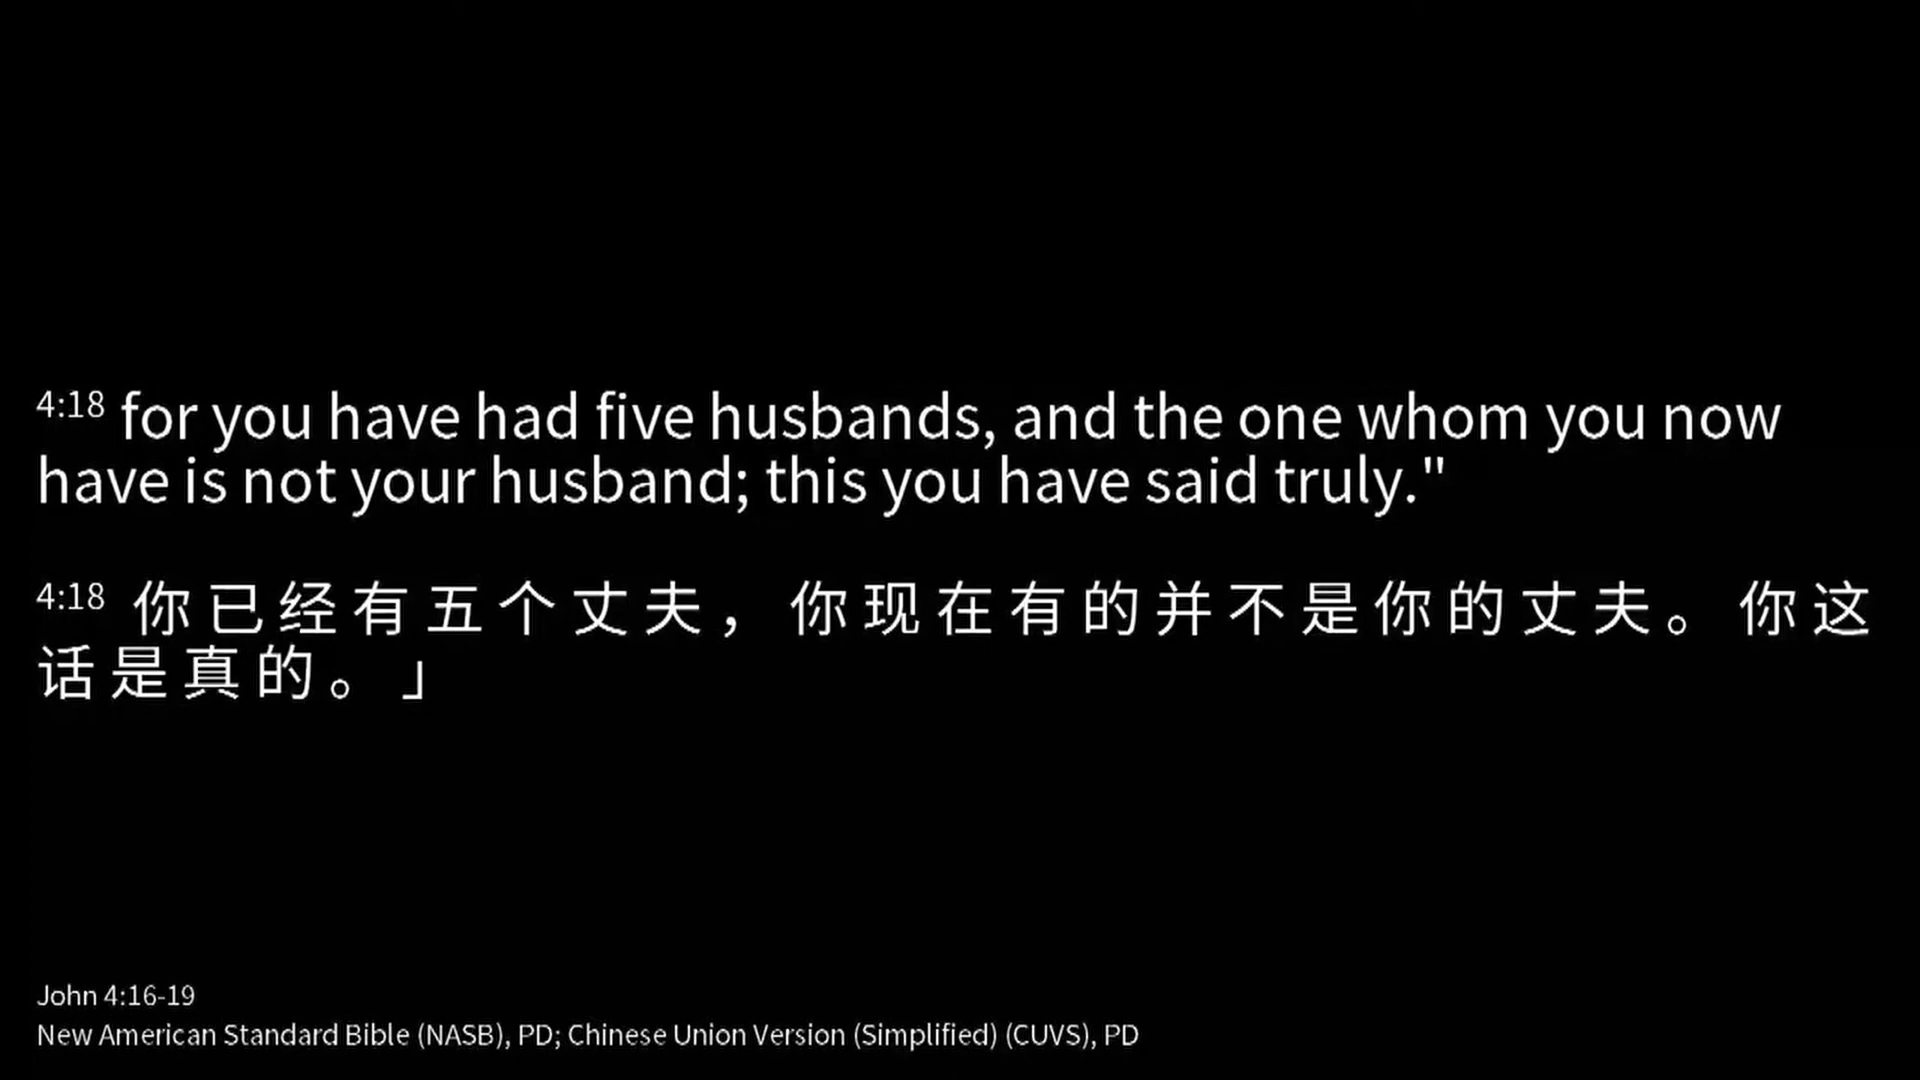 4:18 for you have had five husbands, and the one whom you now
have is not your husband; this you have said truly."
4:18 你已经有五个丈夫，你现在有的并不是你的丈夫。你这
话是真的。」
John 4:16-19
New American Standard Bible (NASB), PD; Chinese Union Version (Simplified) (CUVS), PD